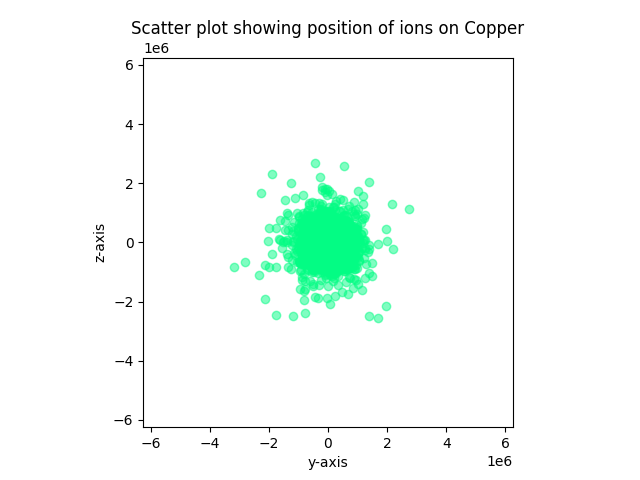 Scatter plot showing position of ions on Copper
1e6
6
4
2
0
−2
−4
−6
z-axis
−6 −4 −2 0 2 4 6
y-axis
1e6